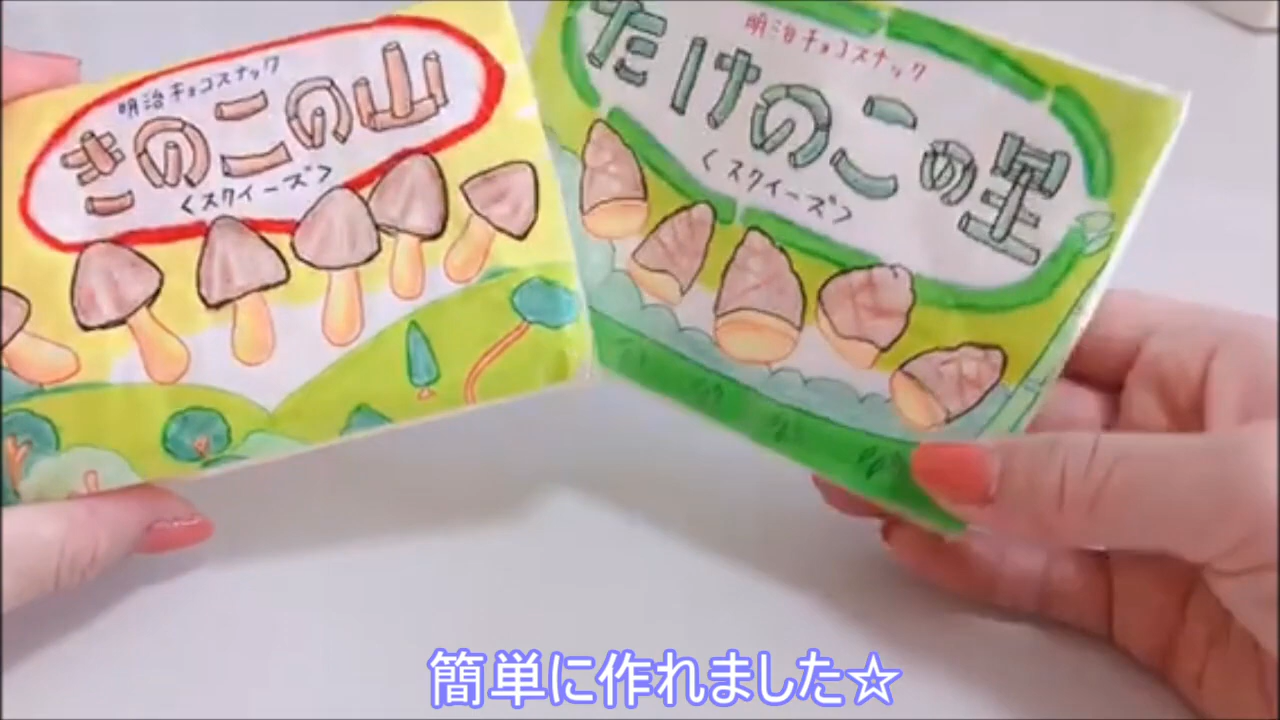 明治チョコスナック
きのこの山
<スクイーズ>
明治チョコスナック
たけのこの里
<スクイーズ>
簡単に作れました☆